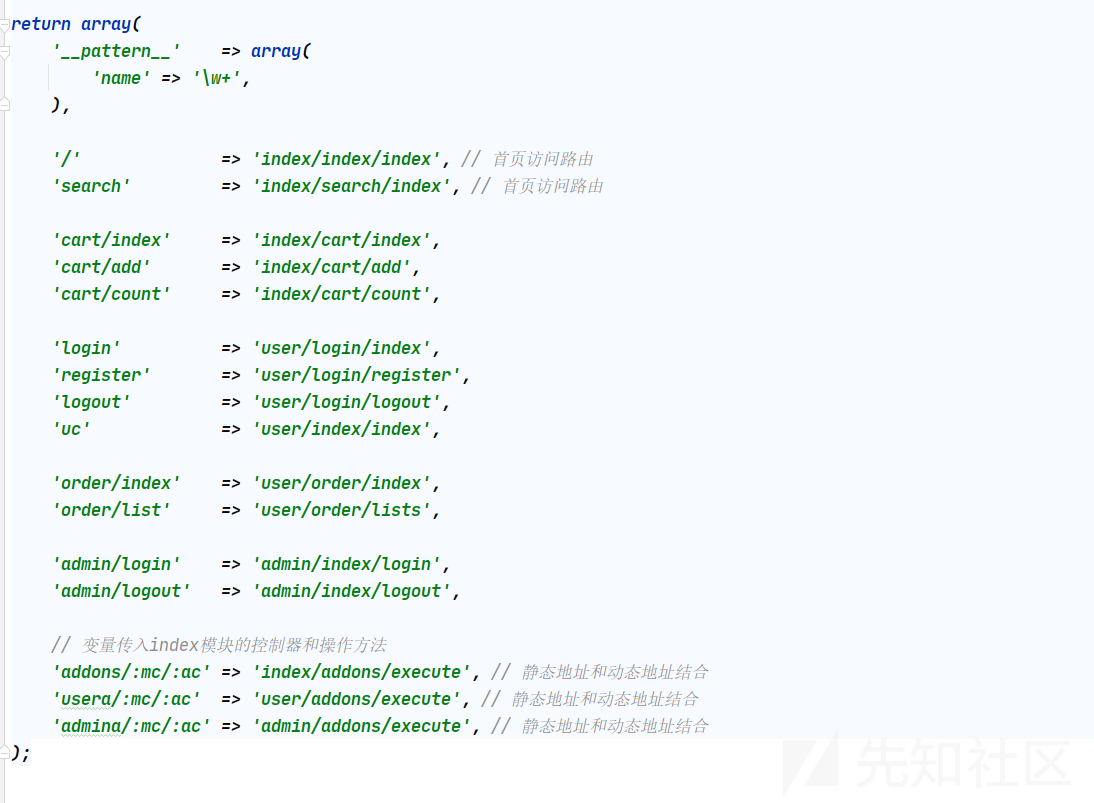 return array(
    '__pattern__'    => array(
        'name' => '\w+',
    ),
    '/'              => 'index/index/index', // 首页访问路由
    'search'         => 'index/search/index', // 首页访问路由
    'cart/index'     => 'index/cart/index',
    'cart/add'       => 'index/cart/add',
    'cart/count'     => 'index/cart/count',
    'login'          => 'user/login/index',
    'register'       => 'user/login/register',
    'logout'         => 'user/login/logout',
    'uc'             => 'user/index/index',
    'order/index'    => 'user/order/index',
    'order/list'     => 'user/order/lists',
    'admin/login'    => 'admin/index/login',
    'admin/logout'   => 'admin/index/logout',
    // 变量传入index模块的控制器和操作方法
    'addons/:mc/:ac' => 'index/addons/execute', // 静态地址和动态地址结合
    'usera/:mc/:ac'  => 'user/addons/execute', // 静态地址和动态地址结合
    'admina/:mc/:ac' => 'admin/addons/execute', // 静态地址和动态地址结合
);
先知社区